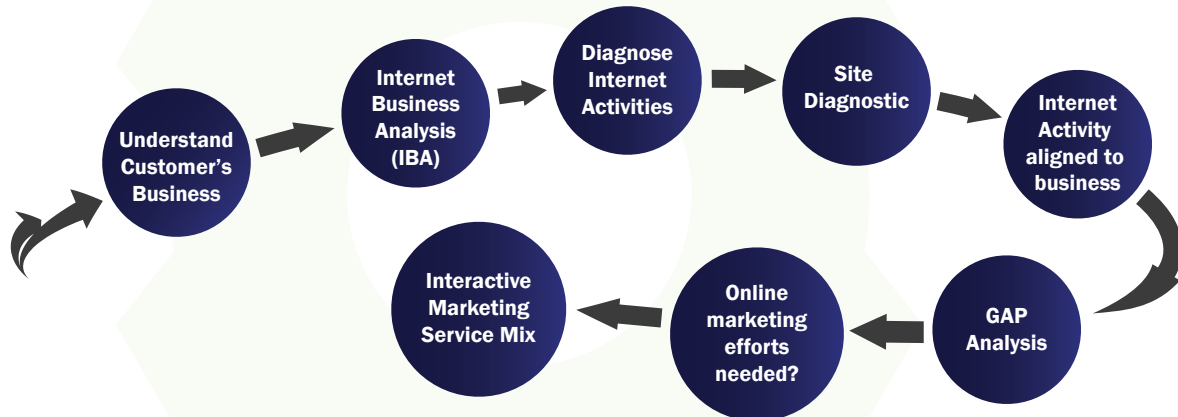 Understand
Customer’s
Business
Internet
Business
Analysis
(IBA)
Diagnose
Internet
Activities
Site
Diagnostic
Internet
Activity
aligned to
business
GAP
Analysis
Online
marketing
efforts
needed?
Interactive
Marketing
Service Mix